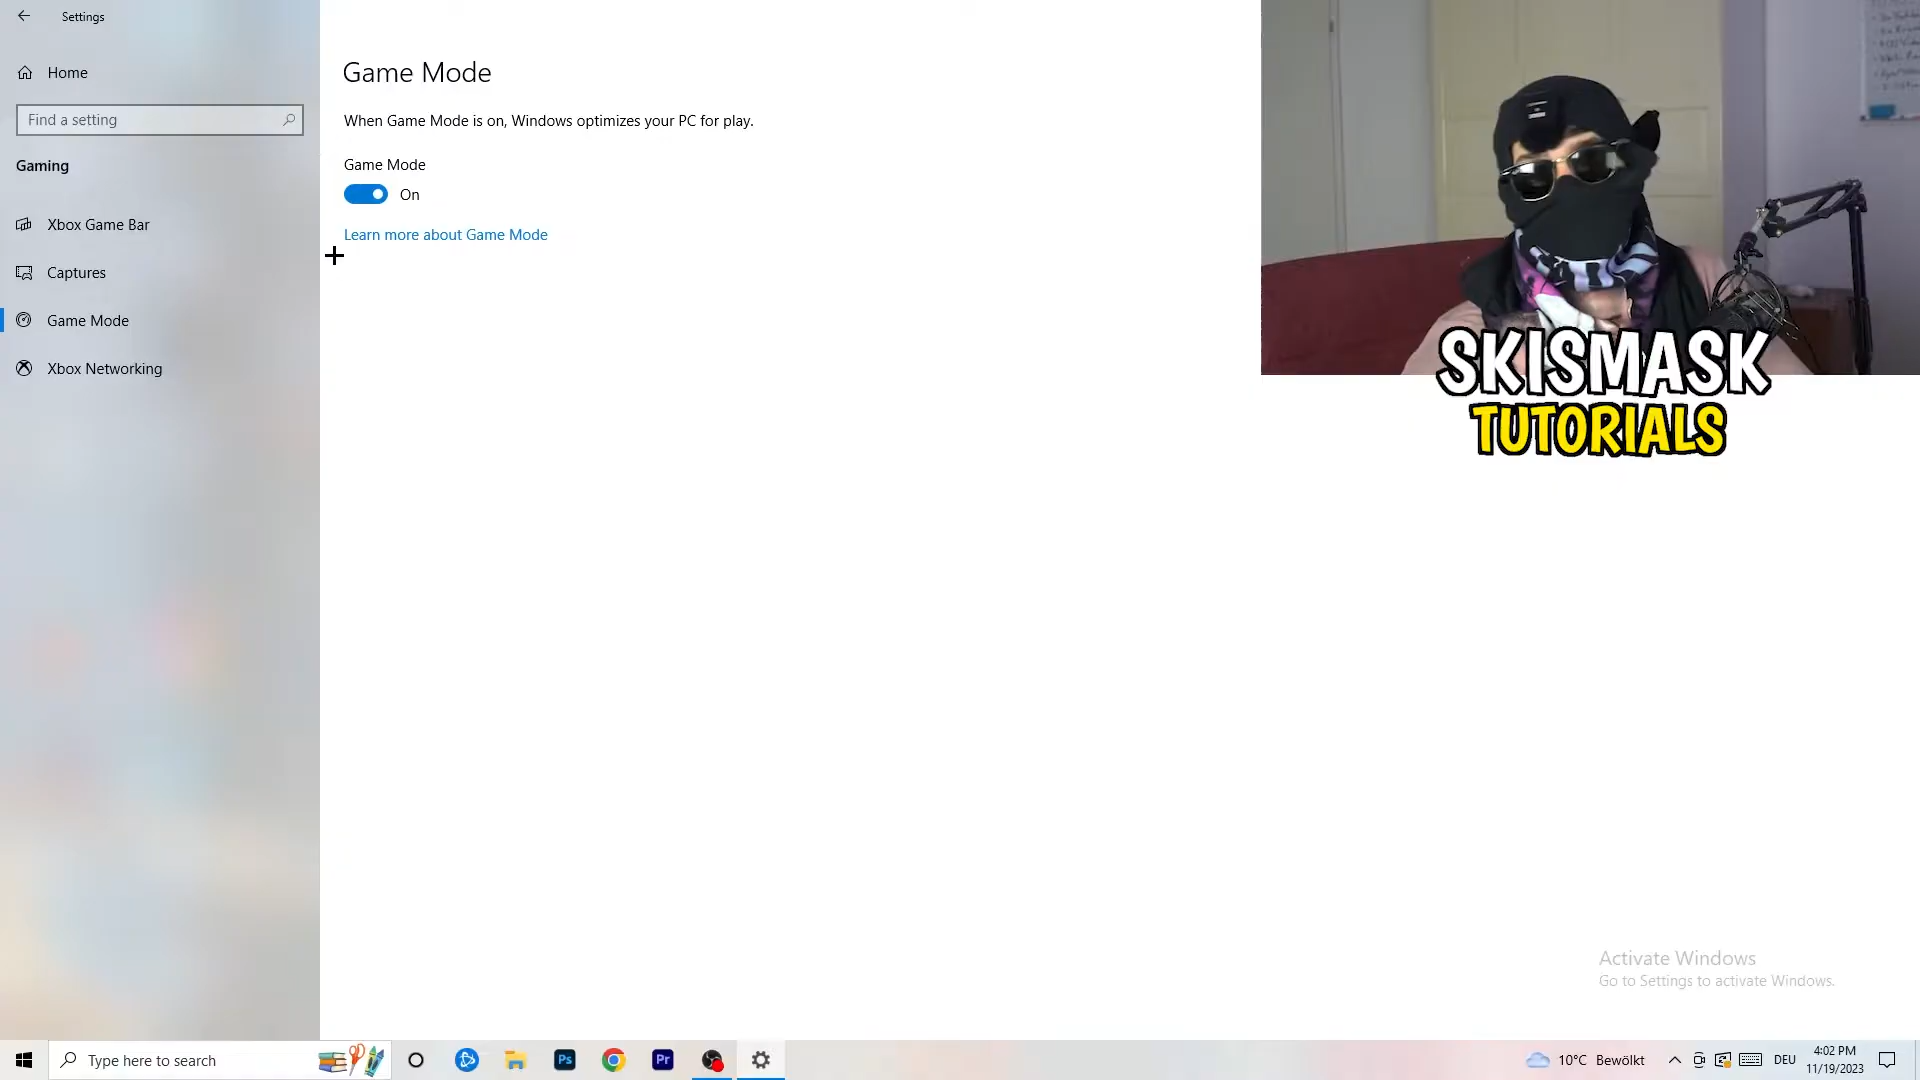 Settings
Home
Find a setting
Gaming
Xbox Game Bar
Captures
Game Mode
Xbox Networking
Game Mode
When Game Mode is on, Windows optimizes your PC for play.
Game Mode
On
Learn more about Game Mode
SKISMASK
TUTORIALS
Activate Windows
Go to Settings to activate Windows.
Type here to search
Ps
Pr
10°C Bewölkt
DEU
4:02 PM
11/19/2023